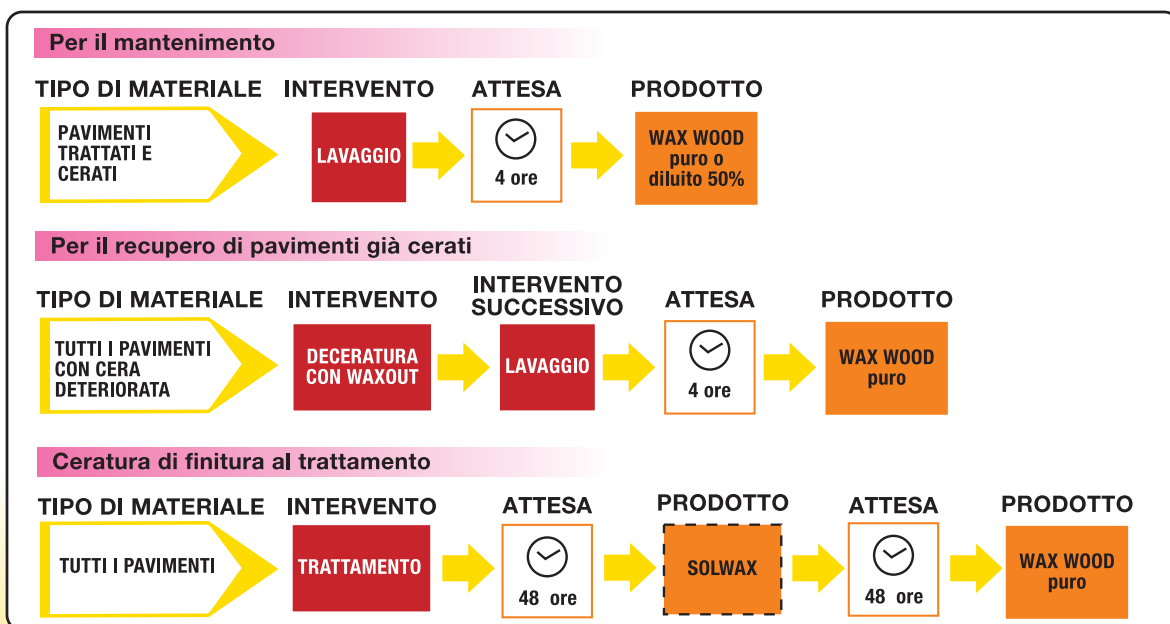 Per il mantenimento
TIPO DI MATERIALE
INTERVENTO
ATTESA
PRODOTTO
PAVIMENTI
TRATTATI E
CERATI
LAVAGGIO
4 ore
WAX WOOD
puro o
diluito 50%
Per il recupero di pavimenti già cerati
TIPO DI MATERIALE
INTERVENTO
INTERVENTO
SUCCESSIVO
ATTESA
PRODOTTO
TUTTI I PAVIMENTI
CON CERA
DETERIORATA
DECERATURA
CON WAXOUT
LAVAGGIO
4 ore
WAX WOOD
puro
Ceratura di finitura al trattamento
TIPO DI MATERIALE
INTERVENTO
ATTESA
PRODOTTO
ATTESA
PRODOTTO
TUTTI I PAVIMENTI
TRATTAMENTO
48 ore
SOLWAX
48 ore
WAX WOOD
puro